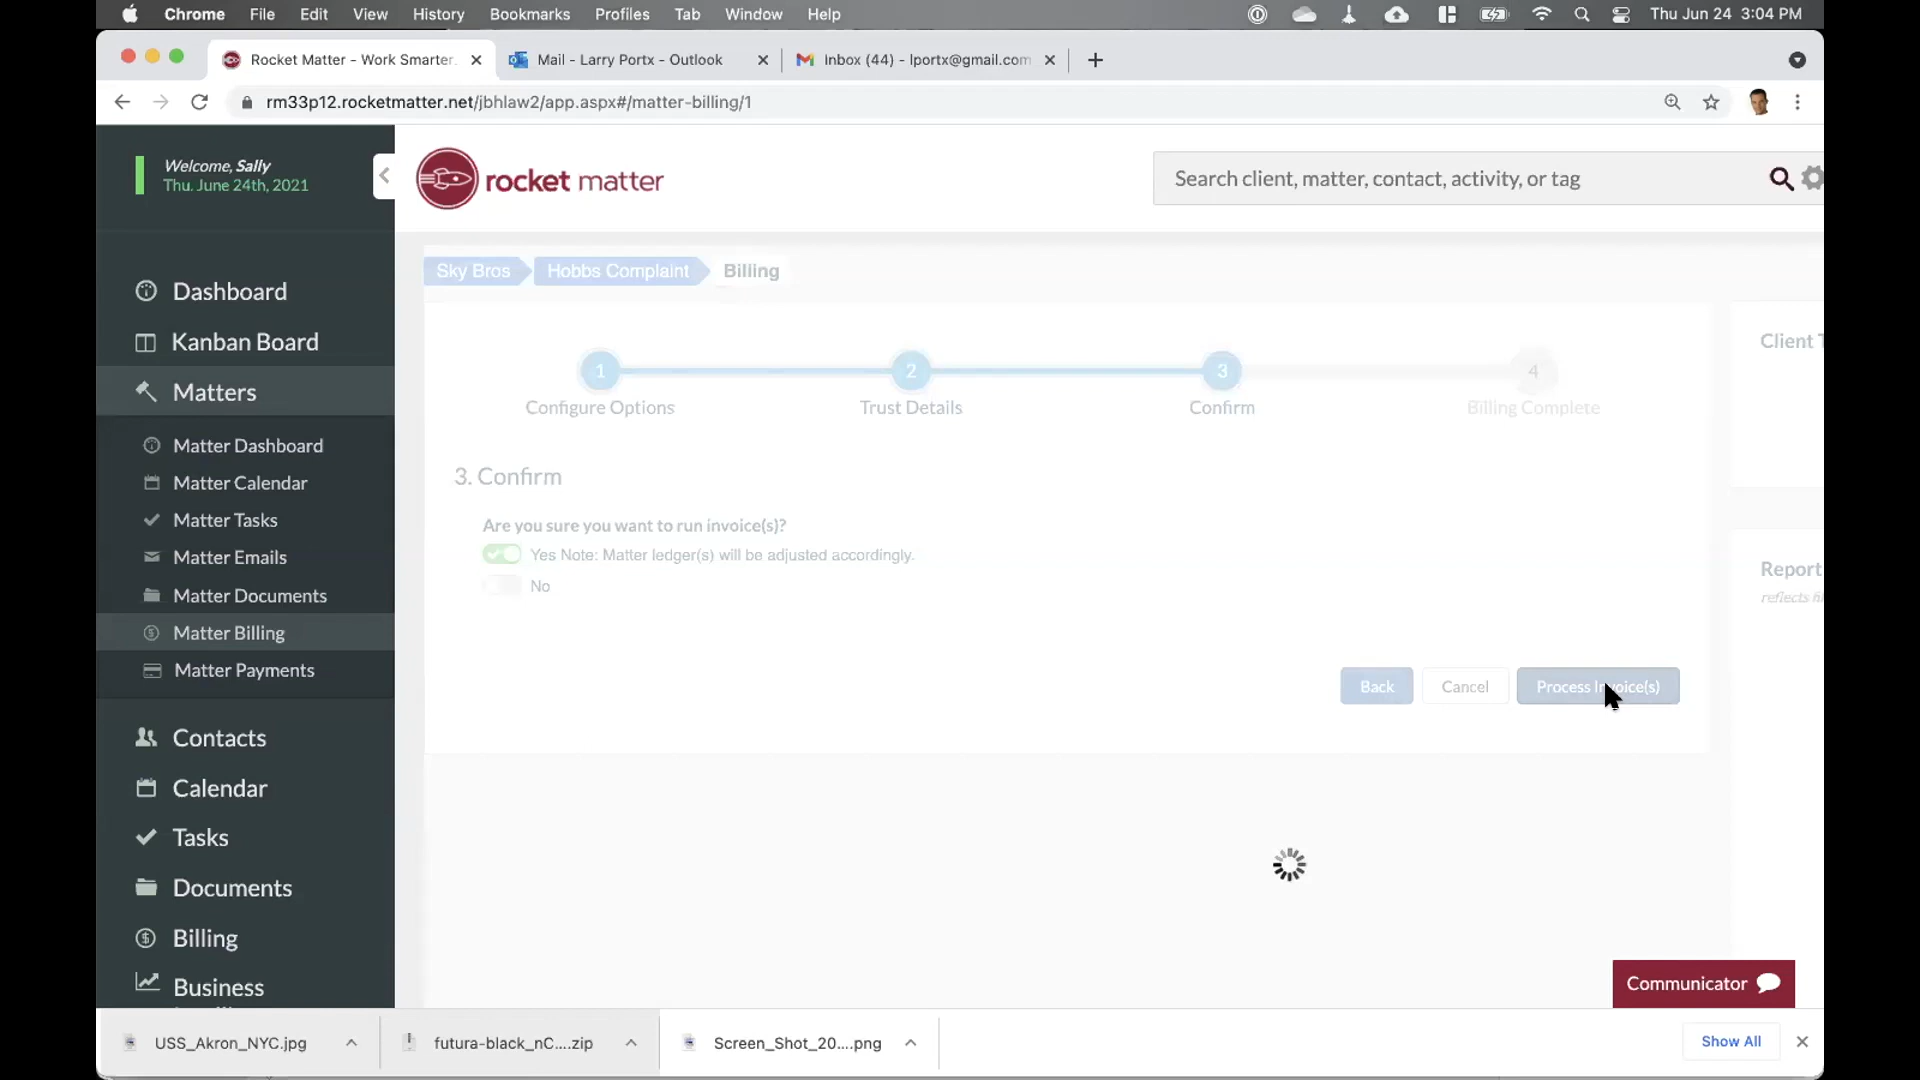 Chrome File Edit View History Bookmarks Profiles Tab Window Help Thu Jun 24 3:04 PM
Rocket Matter - Work Smarter. Mail - Larry Portx - Outlook Inbox (44) - lportx@gmail.com
rm33p12.rocketmatter.net/jbhlaw2/app.aspx#/matter-billing/1
Welcome, Sally
Thu. June 24th, 2021
rocket matter
Search client, matter, contact, activity, or tag
Sky Bros Hobbs Complaint Billing
Dashboard
Kanban Board
Matters
Matter Dashboard
Matter Calendar
Matter Tasks
Matter Emails
Matter Documents
Matter Billing
Matter Payments
Contacts
Calendar
Tasks
Documents
Billing
Business
1 2 3 4
Configure Options Trust Details Confirm Billing Complete
3. Confirm
Are you sure you want to run invoice(s)?
Yes Note: Matter ledger(s) will be adjusted accordingly.
No
Back Cancel Process Invoice(s)
Client T
Report
reflects fi
Communicator
USS_Akron_NYC.jpg futura-black_nC....zip Screen_Shot_20....png Show All